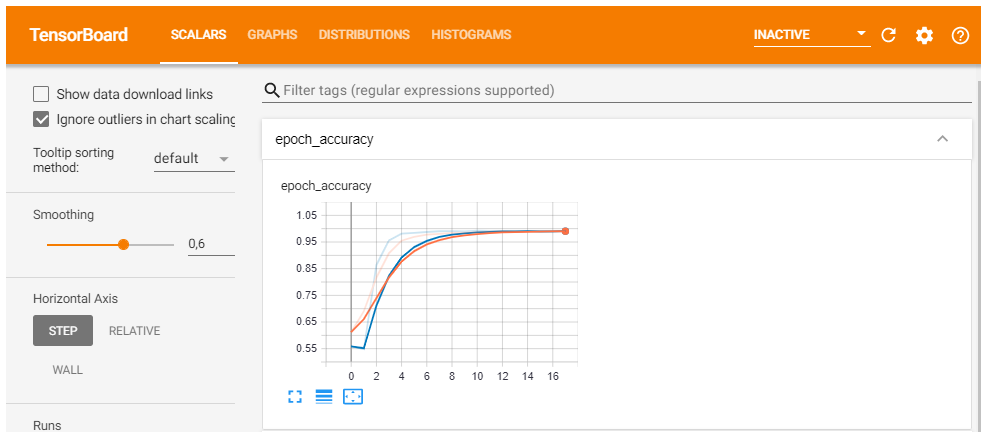 TensorBoard SCALARS GRAPHS DISTRIBUTIONS HISTOGRAMS INACTIVE
Show data download links
Ignore outliers in chart scaling
Tooltip sorting
method:
default
Smoothing
0,6
Horizontal Axis
STEP RELATIVE
WALL
Runs
Filter tags (regular expressions supported)
epoch_accuracy
epoch_accuracy
1.05
0.95
0.85
0.75
0.65
0.55
0 2 4 6 8 10 12 14 16